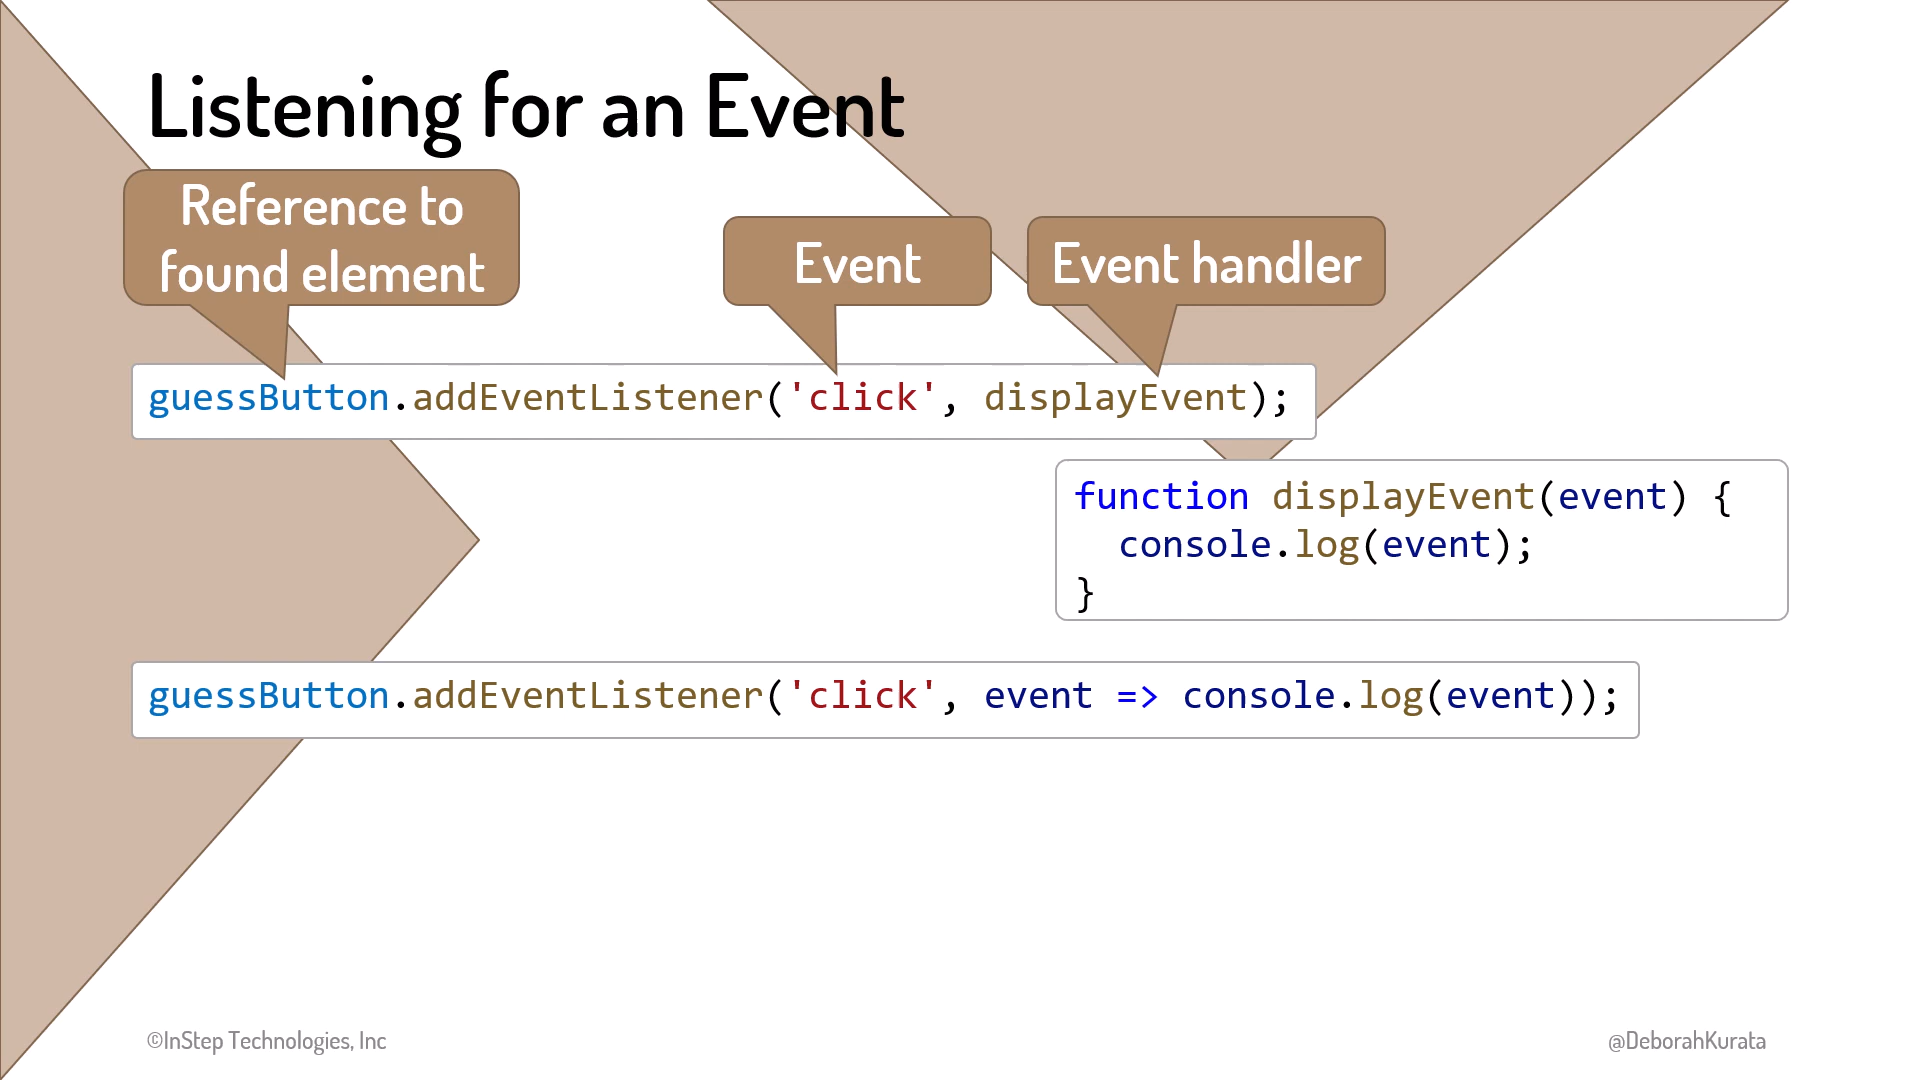 Listening for an Event
Reference to
found element
Event
Event handler
guessButton.addEventListener('click', displayEvent);
function displayEvent(event) {
  console.log(event);
}
guessButton.addEventListener('click', event => console.log(event));
©InStep Technologies, Inc
@DeborahKurata